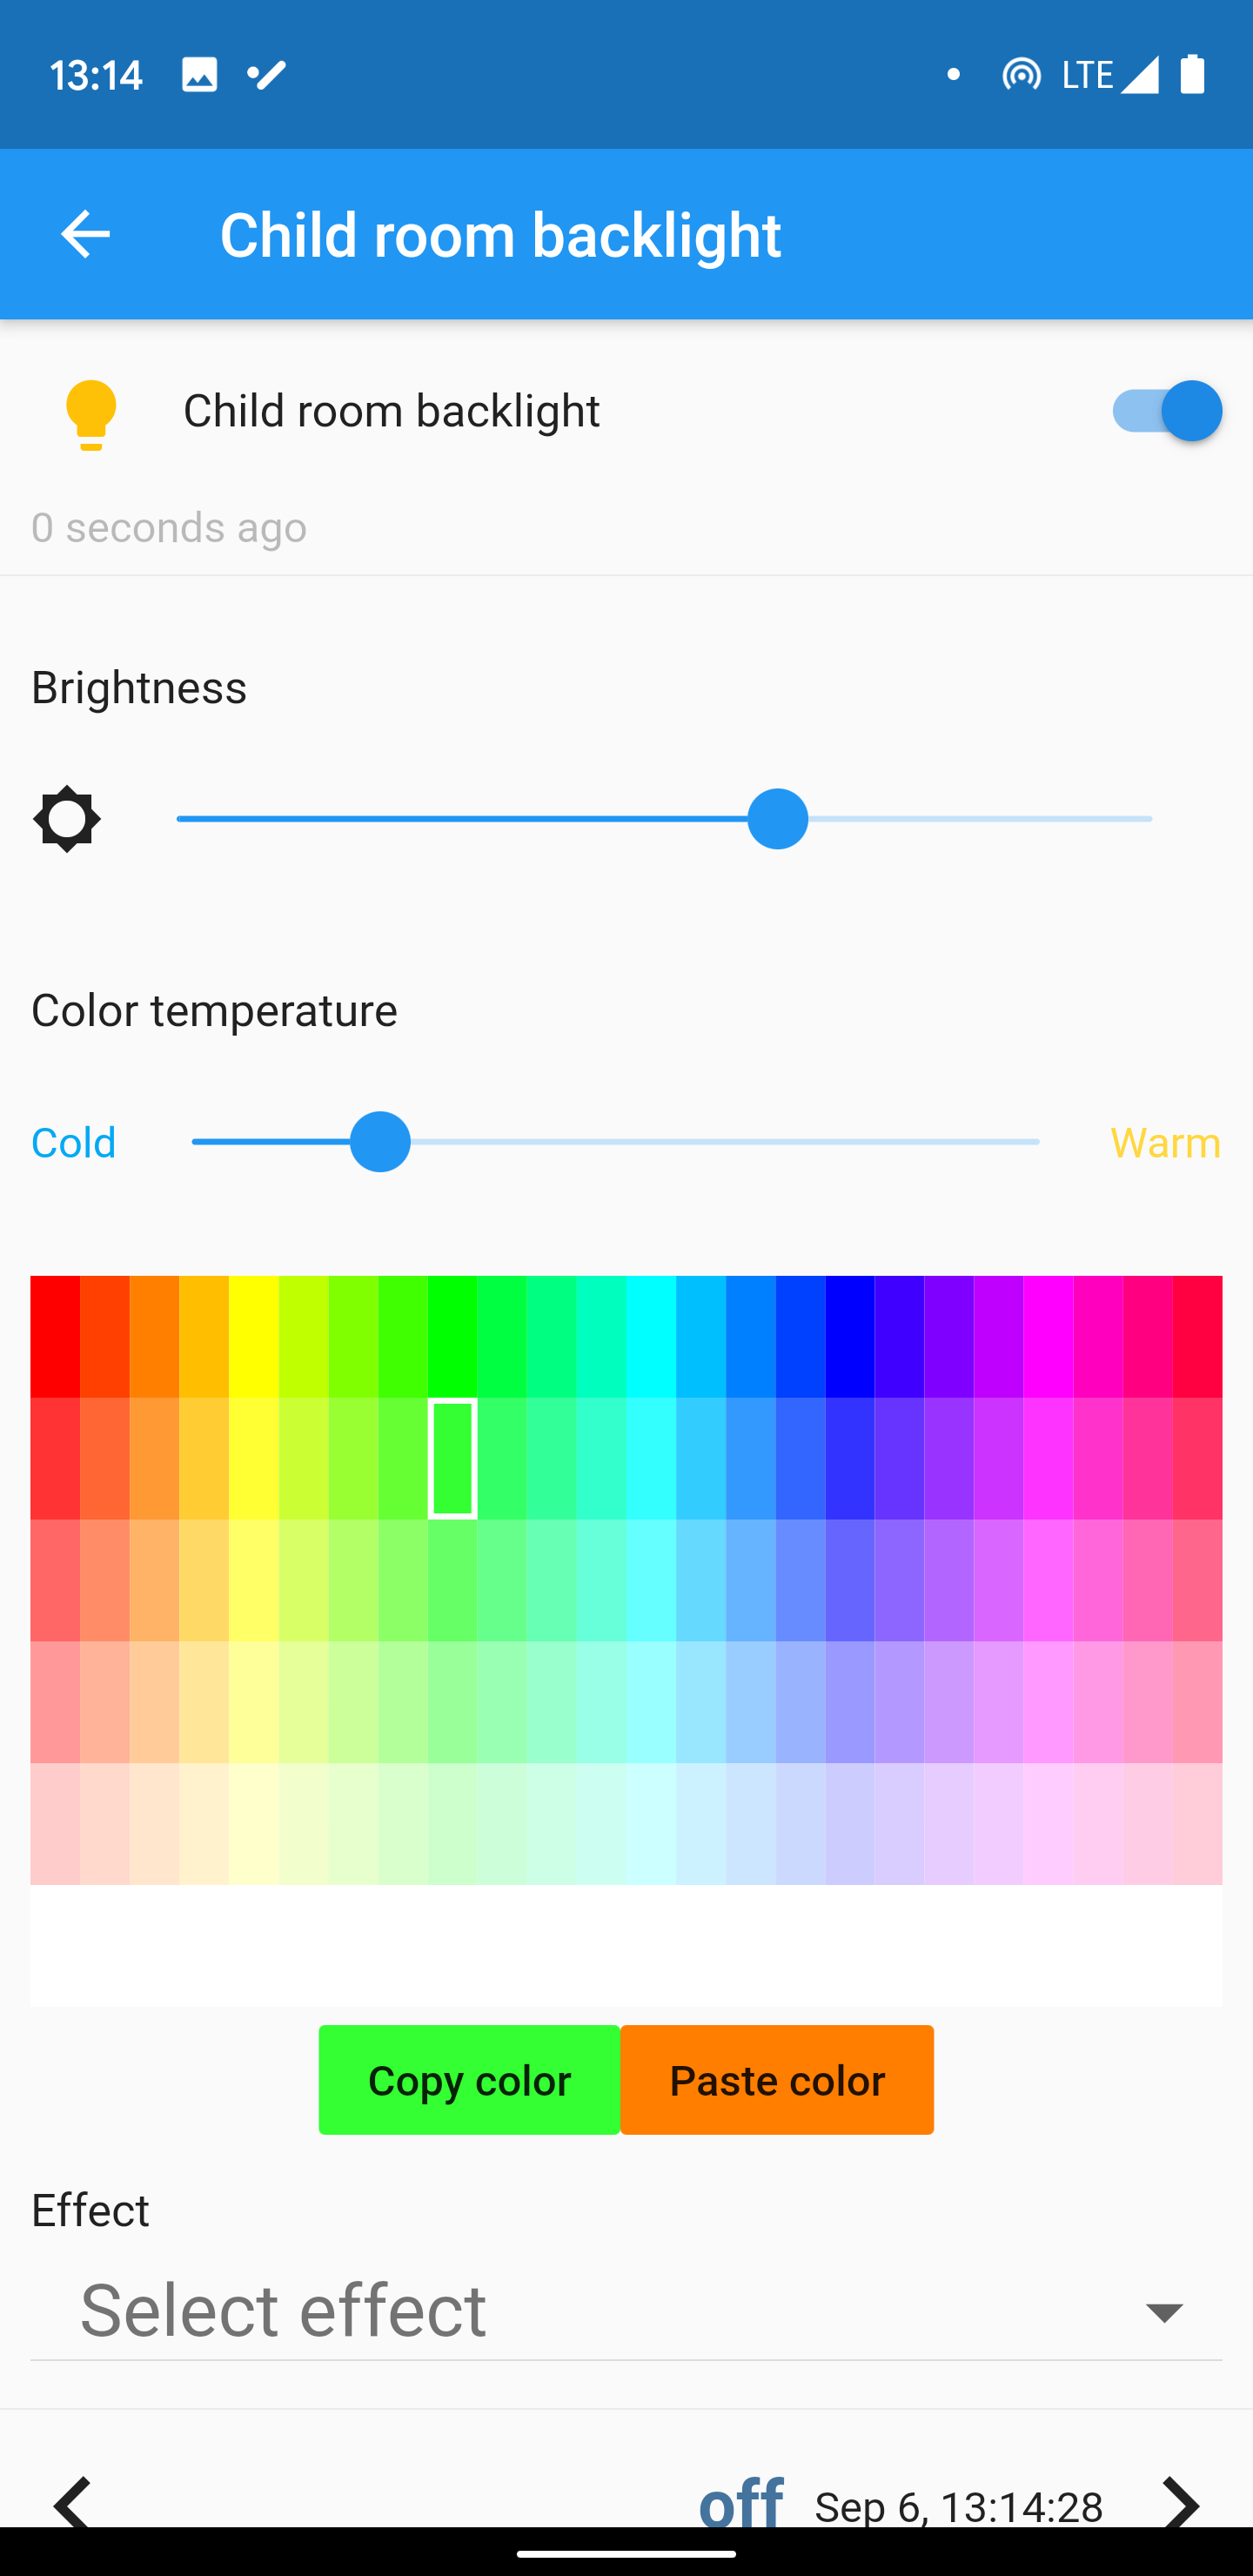 13:14 LTE
Child room backlight
Child room backlight
0 seconds ago
Brightness
Color temperature
Cold Warm
Copy color Paste color
Effect
Select effect
off Sep 6, 13:14:28